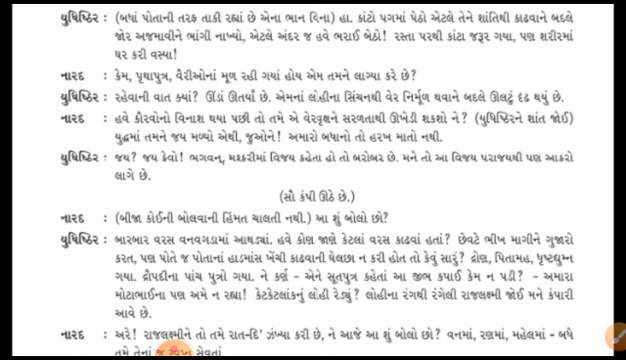 યુધિષ્ઠિર : (બધાં પોતાની તરફ તાકી રહ્યાં છે એના ભાન વિના) હા. કાંટો પગમાં પેઠો એટલે તેને શાંતિથી કાઢવાને બદલે
જોર અજમાવીને ભાંગી નાખ્યો, એટલે અંદર જ હવે ભરાઈ બેઠો! રસ્તા પરથી કાંટા જરૂર ગયા, પણ શરીરમાં
ઘર કરી વસ્યા!
નારદ : કેમ, પૃથાપુત્ર, વૈરીઓનાં મૂળ રહી ગયાં હોય એમ તમને લાગ્યા કરે છે?
યુધિષ્ઠિર : રહેવાની વાત ક્યાં? ઊંડાં ઊતર્યાં છે. એમનાં લોહીના સિંચનથી વેર નિર્મૂળ થવાને બદલે ઊલટું દૃઢ થયું છે.
નારદ : હવે કૌરવોનો વિનાશ થયા પછી તો તમે એ વેરવૃક્ષને સરળતાથી ઊખેડી શકશો ને? (યુધિષ્ઠિરને શાંત જોઈ)
યુદ્ધમાં તમને જય મળ્યો એથી, જુઓને! અમારો બધાનો તો હરખ માતો નથી.
યુધિષ્ઠિર : જય? જય કેવો! ભગવન્, મશ્કરીમાં વિજય કહેતા હો તો બરોબર છે. મને તો આ વિજય પરાજયથી પણ આકરો
લાગે છે.
(સૌ કંપી ઊઠે છે.)
નારદ : (બીજા કોઈની બોલવાની હિંમત ચાલતી નથી.) આ શું બોલો છો?
યુધિષ્ઠિર : બારબાર વરસ વનવગડામાં આથડ્યાં. હવે કોણ જાણે કેટલાં વરસ કાઢવાં હતાં? છેવટે ભીખ માગીને ગુજારો
કરત, પણ પોતે જ પોતાનાં હાડમાંસ ખેંચી કાઢવાની ઘેલછા ન કરી હોત તો કેવું સારું? દ્રોણ, પિતામહ, ધૃષ્ટદ્યુમ્ન
ગયા. દ્રૌપદીના પાંચ પુત્રો ગયા. ને કર્ણ - એને સૂતપુત્ર કહેતાં આ જીભ કપાઈ કેમ ન પડી? - અમારા
મોટાભાઈના પણ અમે ન રહ્યા! કેટકેટલાંકનું લોહી રેડ્યું? લોહીના રંગથી રંગેલી રાજલક્ષ્મી જોઈ મને કંપારી
આવે છે.
નારદ : અરે! રાજલક્ષ્મીને તો તમે રાત-દિ' ઝંખ્યા કરી છે, ને આજે આ શું બોલો છો? વનમાં, રણમાં, મહેલમાં - બધે
તમે તેનાં જ સ્વપ્ન સેવતાં